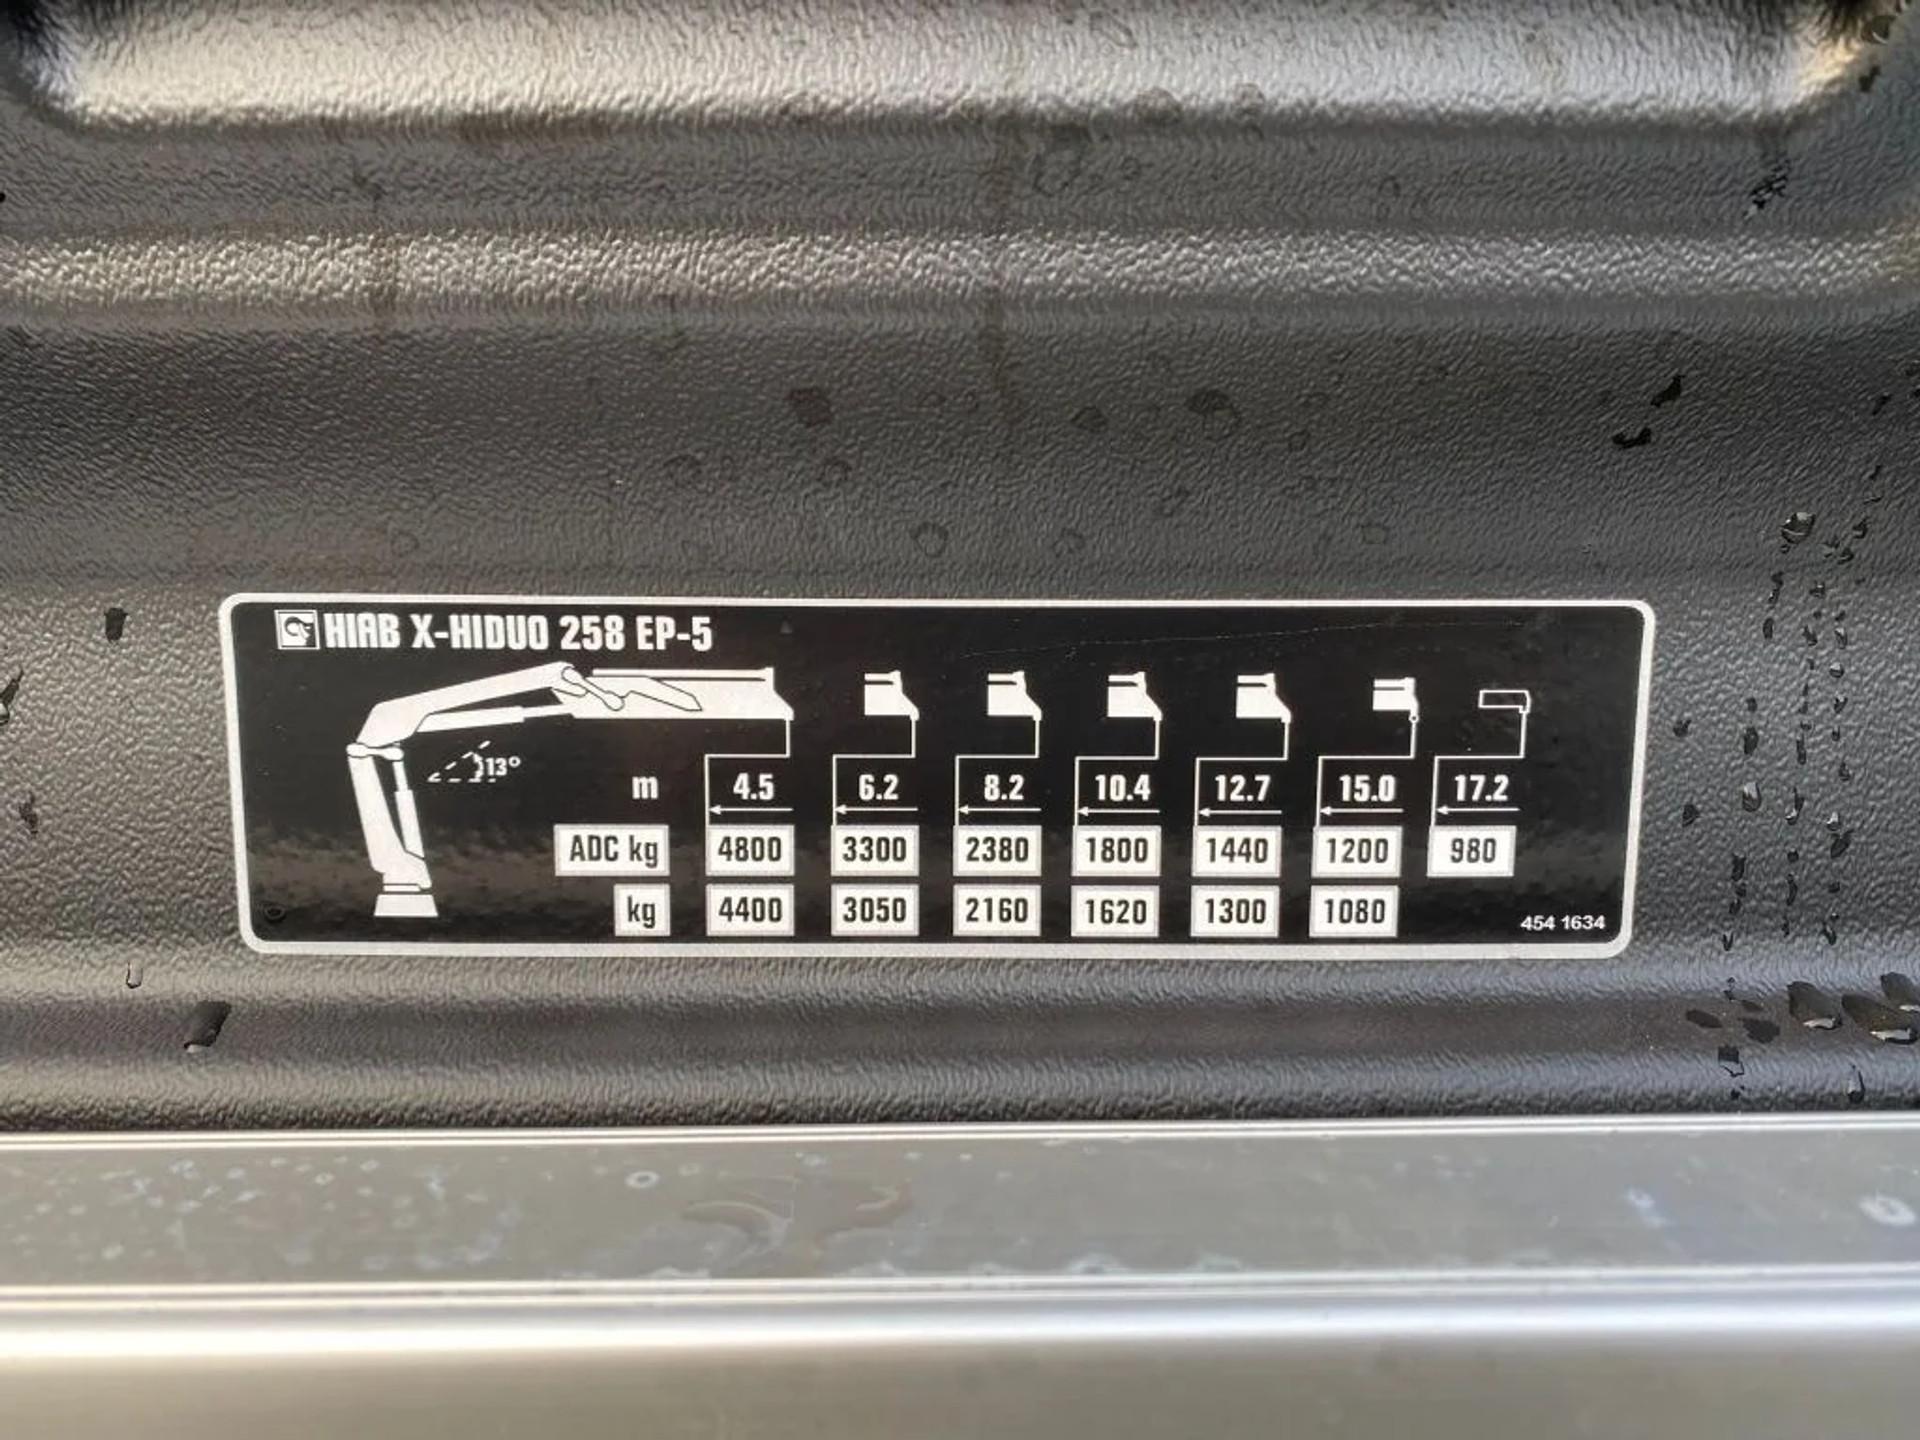 HIAB X-HIDUO 258 EP-5
13°
m 4.5 6.2 8.2 10.4 12.7 15.0 17.2
ADC kg 4800 3300 2380 1800 1440 1200 980
kg 4400 3050 2160 1620 1300 1080
454 1634